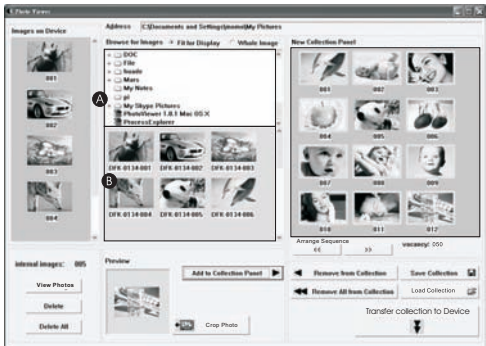 Photo Viewer
Images on Device
Address C:\Documents and Settings\momo\My Pictures
Browse for Images Fit for Display Whole Image
New Collection Panel
001
002
003
004
DOC
File
huade
Mars
My Notes
pi
My Skype Pictures
PhotoViewer 1.0.1 Mac OS X
ProcessExplorer
A
B
DFK-0134-001 DFK-0134-002 DFK-0134-003
DFK-0134-004 DFK-0134-005 DFK-0134-006
001 002 003
004 005 006
007 008 009
010 011 012
Arrange Sequence
<< >>
vacancy: 050
internal images: 005
View Photos
Delete
Delete All
Preview
Add to Collection Panel
Crop Photo
Remove from Collection
Save Collection
Remove All from Collection
Load Collection
Transfer collection to Device